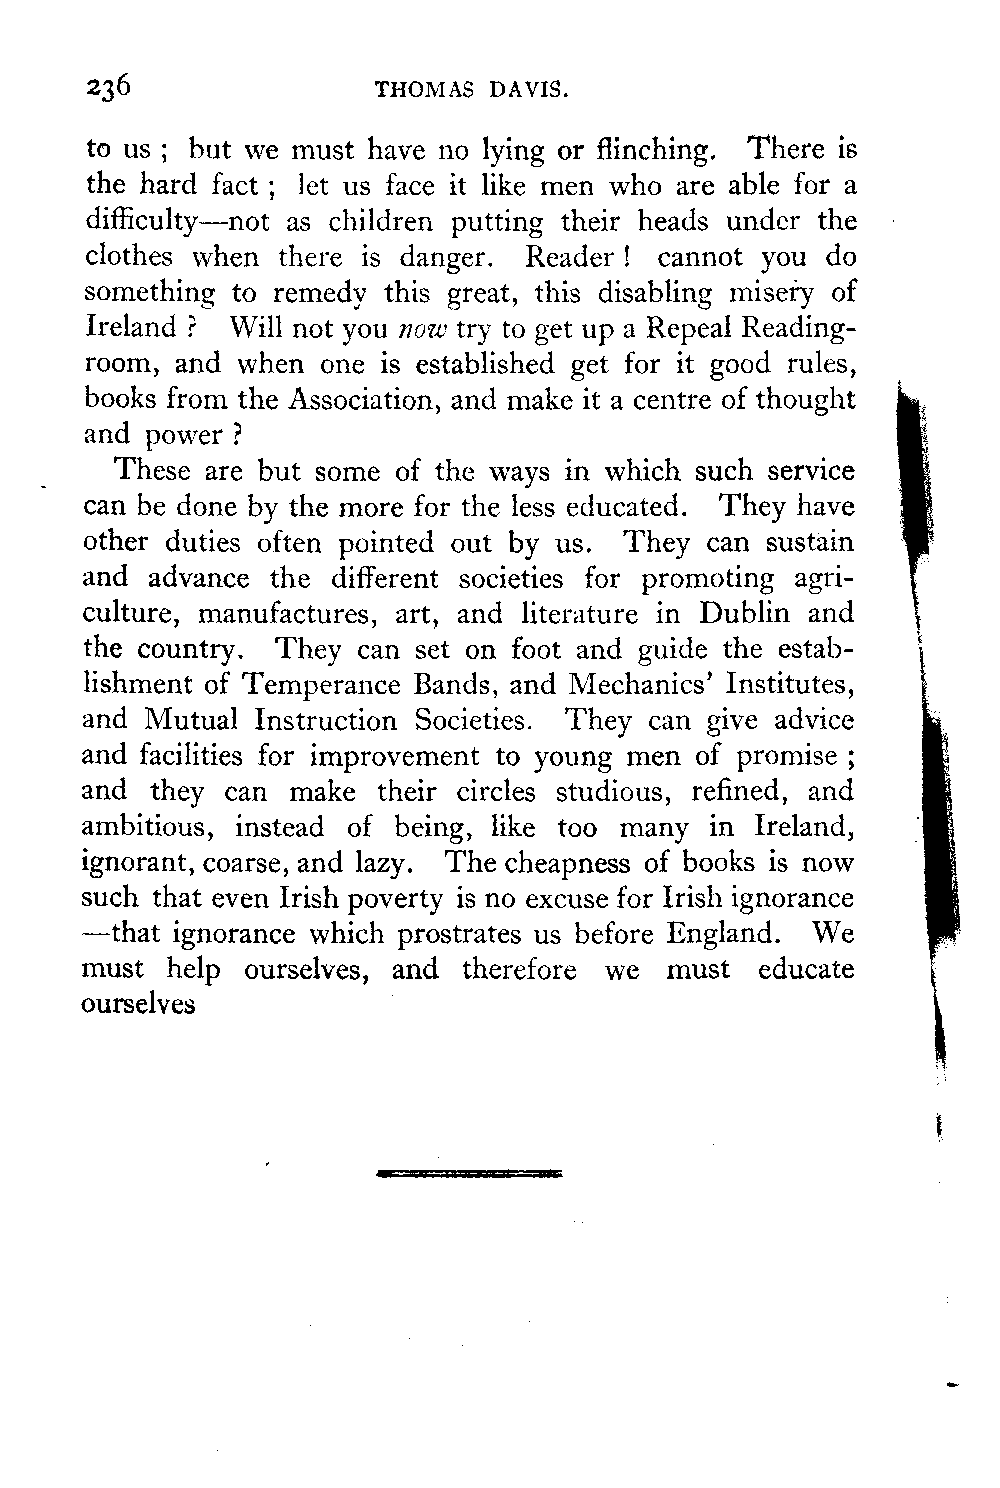 236 THOMAS DAVIS.
to us ; but we must have no lying or flinching. There is
the hard fact ; let us face it like men who are able for a
difficulty—not as children putting their heads under the
clothes when there is danger. Reader ! cannot you do
something to remedy this great, this disabling misery of
Ireland ? Will not you now try to get up a Repeal Reading-
room, and when one is established get for it good rules,
books from the Association, and make it a centre of thought
and power ?
These are but some of the ways in which such service
can be done by the more for the less educated. They have
other duties often pointed out by us. They can sustain
and advance the different societies for promoting agri-
culture, manufactures, art, and literature in Dublin and
the country. They can set on foot and guide the estab-
lishment of Temperance Bands, and Mechanics' Institutes,
and Mutual Instruction Societies. They can give advice
and facilities for improvement to young men of promise ;
and they can make their circles studious, refined, and
ambitious, instead of being, like too many in Ireland,
ignorant, coarse, and lazy. The cheapness of books is now
such that even Irish poverty is no excuse for Irish ignorance
—that ignorance which prostrates us before England. We
must help ourselves, and therefore we must educate
ourselves